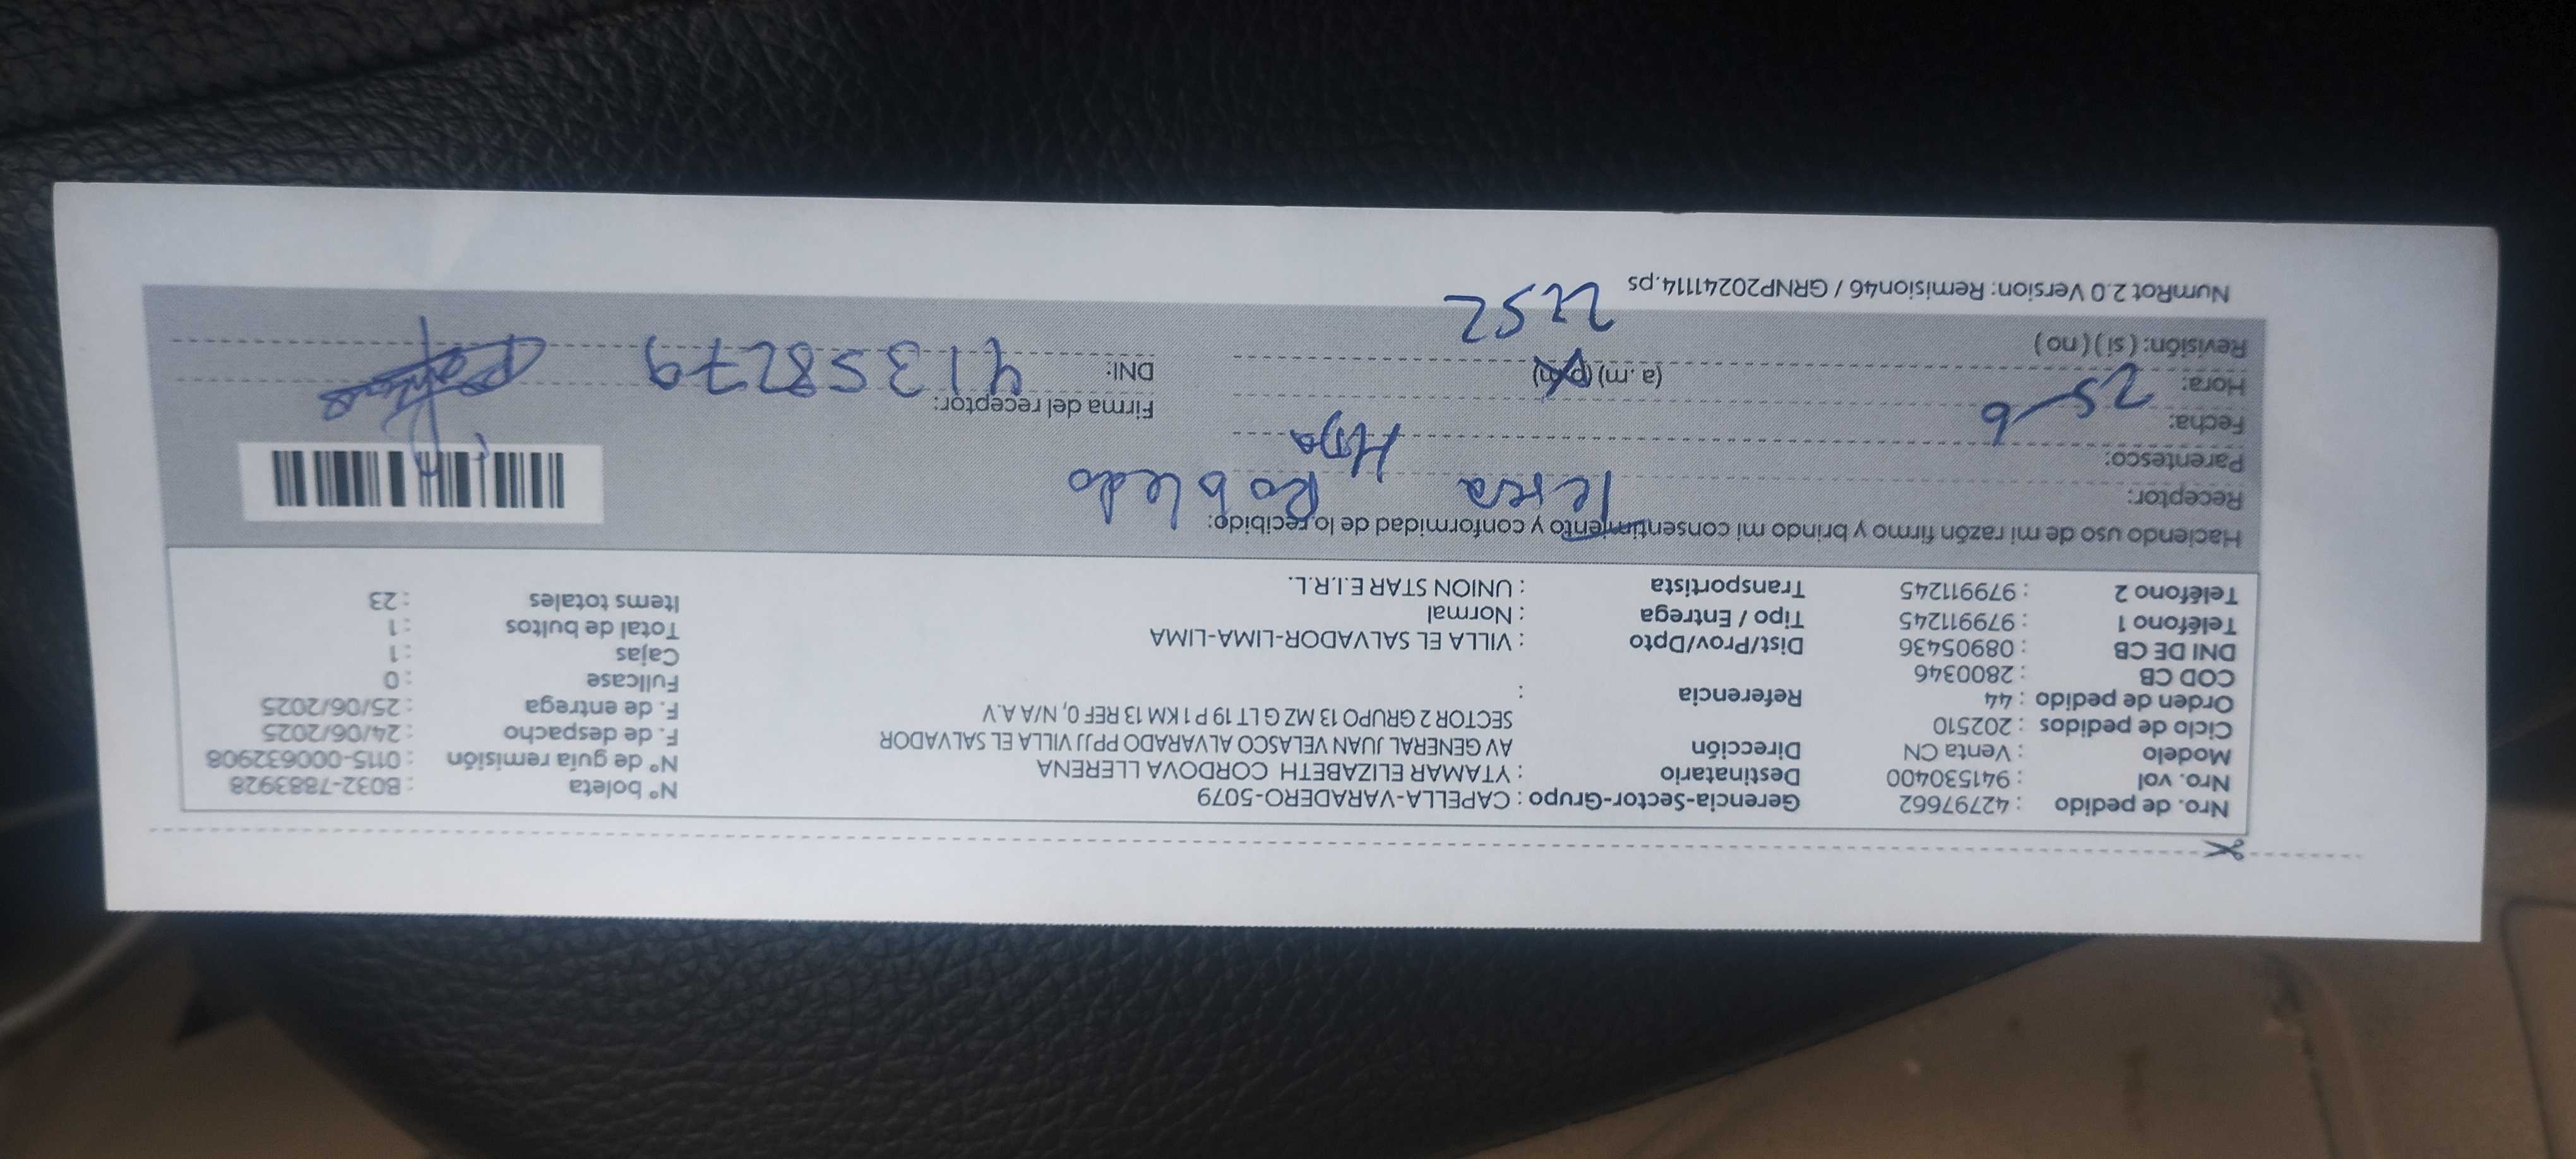 Nro. de pedido : 42797662 Gerencia-Sector-Grupo : CAPELLA-VARADERO-5079 N° boleta : B032-7883928
Nro. vol : 941530400 Destinatario : YTAMAR ELIZABETH CORDOVA LLERENA N° de guía remisión : 0115-000632908
Modelo : Venta CN Dirección AV GENERAL JUAN VELASCO ALVARADO PPJJ VILLA EL SALVADOR F. de despacho : 24/06/2025
Ciclo de pedidos : 202510 SECTOR 2 GRUPO 13 MZ G LT 19 P 1 KM 13 REF 0, N/A A.V F. de entrega : 25/06/2025
Orden de pedido : 44 Referencia : Fullcase : 0
COD CB : 2800346 Cajas : 1
DNI DE CB : 08905436 Dist/Prov/Dpto : VILLA EL SALVADOR-LIMA-LIMA Total de bultos : 1
Teléfono 1 : 979911245 Tipo / Entrega : Normal Items totales : 23
Teléfono 2 : 979911245 Transportista : UNION STAR E.I.R.L.
Haciendo uso de mi razón firmo y brindo mi consentimiento y conformidad de lo recibido:
Receptor: Robledo
Parentesco: Hija
Fecha: 25-6 Firma del receptor:
Hora: (a. m) (p. m) DNI: 41358279
Revisión: ( si ) ( no ) 2252
NumRot 2.0 Version: Remision46 / GRNP20241114.ps